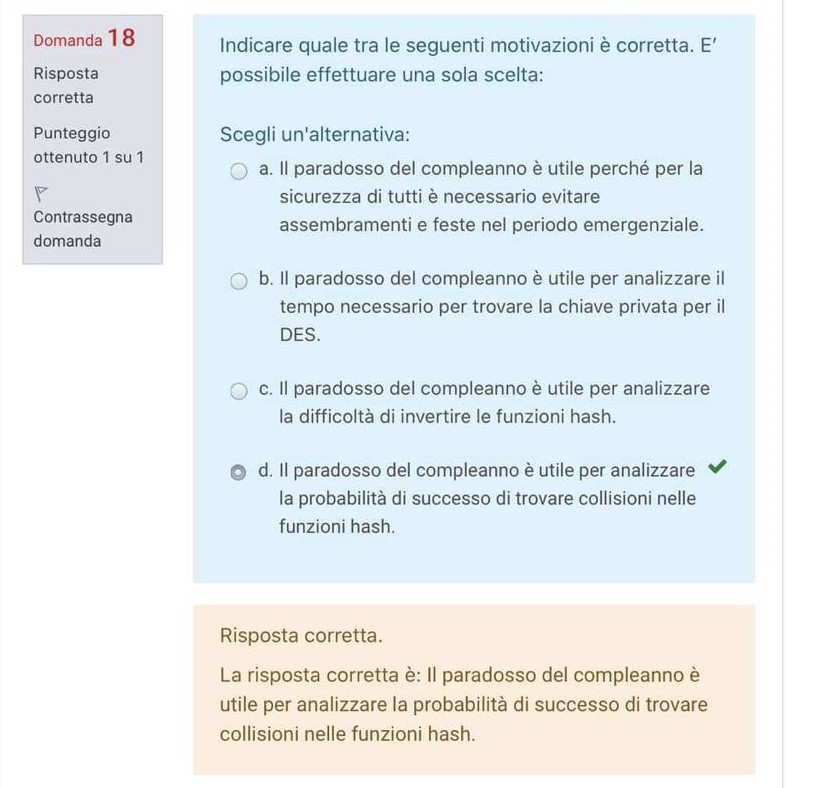 Domanda 18
Risposta
corretta
Punteggio
ottenuto 1 su 1
Contrassegna
domanda
Indicare quale tra le seguenti motivazioni è corretta. E'
possibile effettuare una sola scelta:
Scegli un'alternativa:
a. Il paradosso del compleanno è utile perché per la
sicurezza di tutti è necessario evitare
assembramenti e feste nel periodo emergenziale.
b. Il paradosso del compleanno è utile per analizzare il
tempo necessario per trovare la chiave privata per il
DES.
c. Il paradosso del compleanno è utile per analizzare
la difficoltà di invertire le funzioni hash.
d. Il paradosso del compleanno è utile per analizzare
la probabilità di successo di trovare collisioni nelle
funzioni hash.
Risposta corretta.
La risposta corretta è: Il paradosso del compleanno è
utile per analizzare la probabilità di successo di trovare
collisioni nelle funzioni hash.